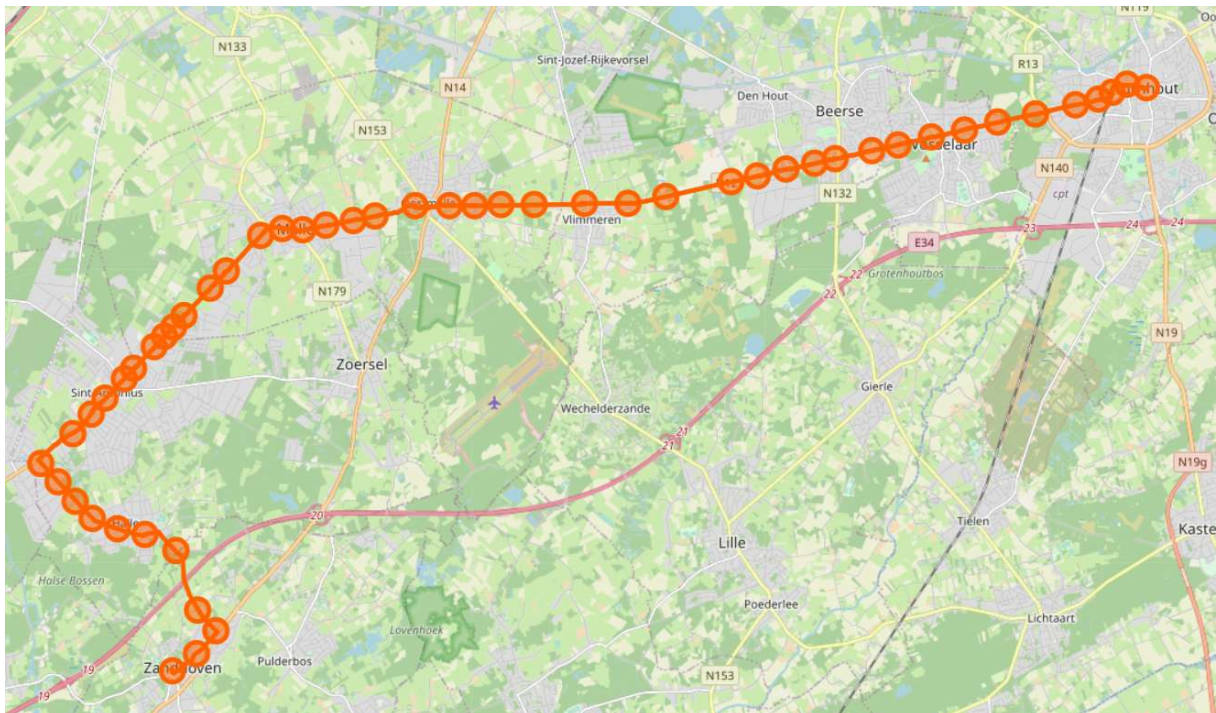 N119
N133
Sint-Jozef-Rijkevorsel
R13
N14
Den Hout
Beerse
N153
N140
N132
cpt
Vlimmeren
23
24
24
E34
Grotenhoutbos
22
22
N179
N19
Zoersel
Gierle
Wechelderzande
21
21
N19g
20
Tielen
Lille
Kaste
Halse Bossen
Poederlee
Lichtaart
Lovenhoek
Pulderbos
19
19
N153